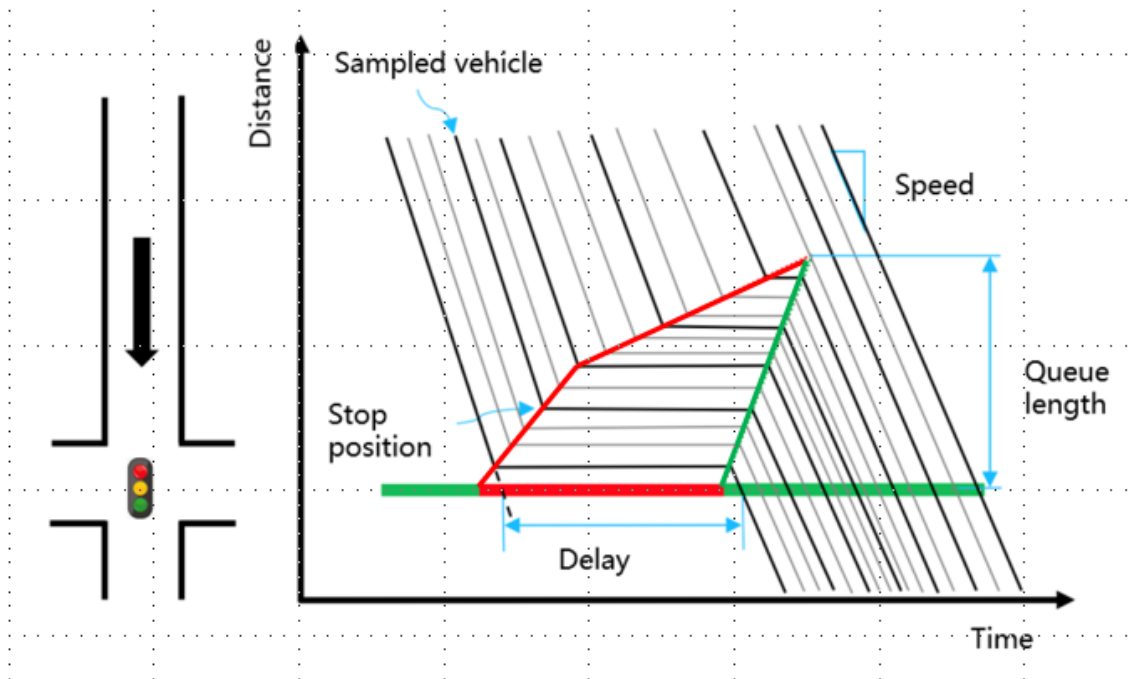 Distance
Sampled vehicle
Speed
Queue
length
Stop
position
Delay
Time